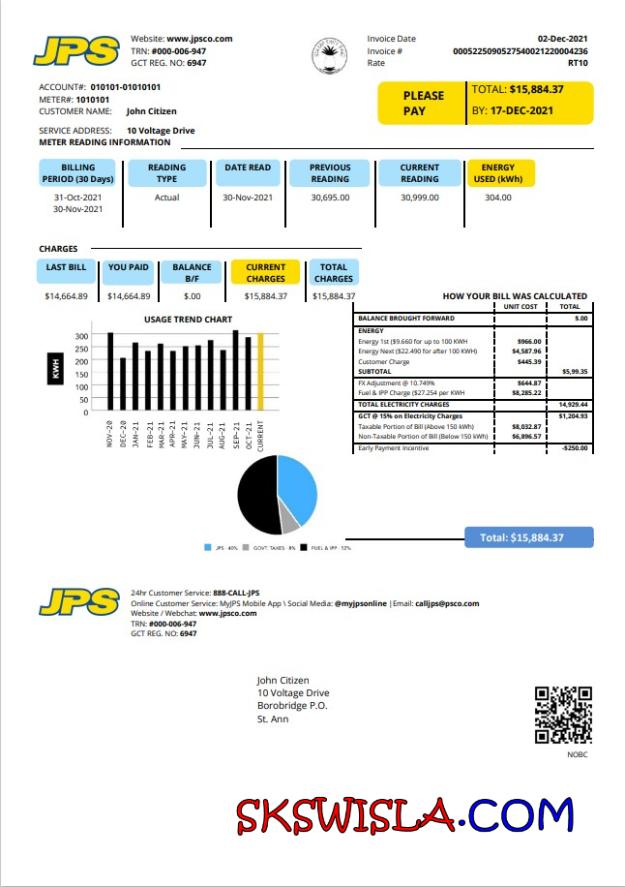 JPS
Website: www.jpsco.com
TRN: #000-006-947
GCT REG. NO: 6947
Invoice Date 02-Dec-2021
Invoice # 0005225090527540021220004236
Rate RT10
ACCOUNT#: 010101-01010101
METER#: 1010101
CUSTOMER NAME: John Citizen
PLEASE PAY
TOTAL: $15,884.37
BY: 17-DEC-2021
SERVICE ADDRESS: 10 Voltage Drive
METER READING INFORMATION
BILLING PERIOD (30 Days) READING TYPE DATE READ PREVIOUS READING CURRENT READING ENERGY USED (kWh)
31-Oct-2021 Actual 30-Nov-2021 30,695.00 30,999.00 304.00
30-Nov-2021
CHARGES
LAST BILL YOU PAID BALANCE B/F CURRENT CHARGES TOTAL CHARGES
$14,664.89 $14,664.89 $.00 $15,884.37 $15,884.37
HOW YOUR BILL WAS CALCULATED
UNIT COST TOTAL
BALANCE BROUGHT FORWARD $.00
ENERGY
Energy 1st ($9.660 for up to 100 KWH $966.00
Energy Next ($22.490 for after 100 KWH) $4,587.96
Customer Charge $445.39
SUBTOTAL $5,99.35
FX Adjustment @ 10.749% $644.87
Fuel & IPP Charge ($27.254 per KWH $8,285.22
TOTAL ELECTRICITY CHARGES 14,929.44
GCT @ 15% on Electricity Charges $1,204.93
Taxable Portion of Bill (Above 150 kWh) $8,032.87
Non-Taxable Portion of Bill (Below 150 kWh) $6,896.57
Early Payment Incentive -$250.00
USAGE TREND CHART
KWH
300
250
200
150
100
50
0
NOV-20 DEC-20 JAN-21 FEB-21 MAR-21 APR-21 MAY-21 JUN-21 JUL-21 AUG-21 SEP-21 OCT-21 CURRENT
JPS 40% GOVT. TAXES 8% FUEL & IPP 52%
Total: $15,884.37
JPS
24hr Customer Service: 888-CALL-JPS
Online Customer Service: MyJPS Mobile App \ Social Media: @myjpsonline |Email: calljps@psco.com
Website / Webchat: www.jpsco.com
TRN: #000-006-947
GCT REG. NO: 6947
John Citizen
10 Voltage Drive
Borobridge P.O.
St. Ann
NOBC
SKSWISLA.COM